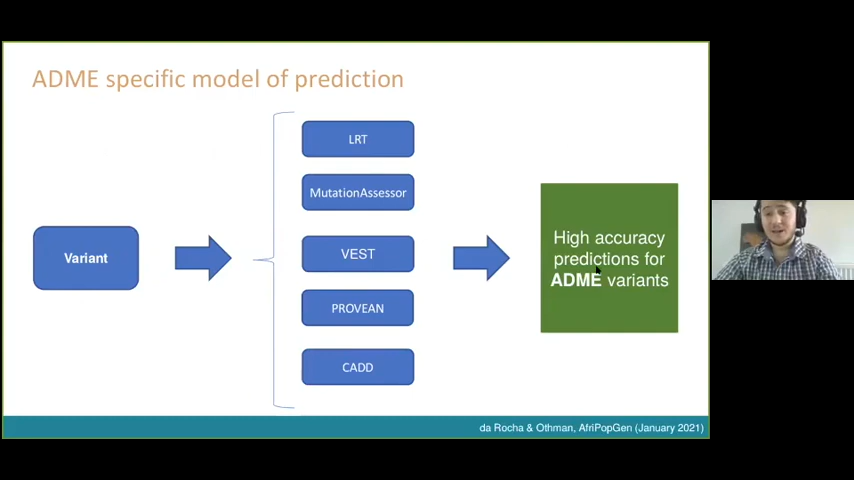 ADME specific model of prediction
LRT
MutationAssessor
VEST
PROVEAN
CADD
Variant
High accuracy
predictions for
ADME variants
da Rocha & Othman, AfriPopGen (January 2021)